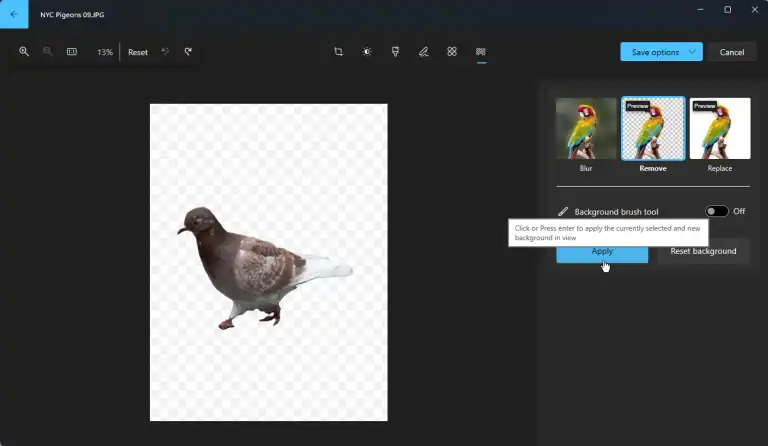 NYC Pigeons 09.JPG
13%
Reset
Save options
Cancel
Preview
Preview
Blur
Remove
Replace
Background brush tool
Off
Click or Press enter to apply the currently selected and new
background in view
Apply
Reset background